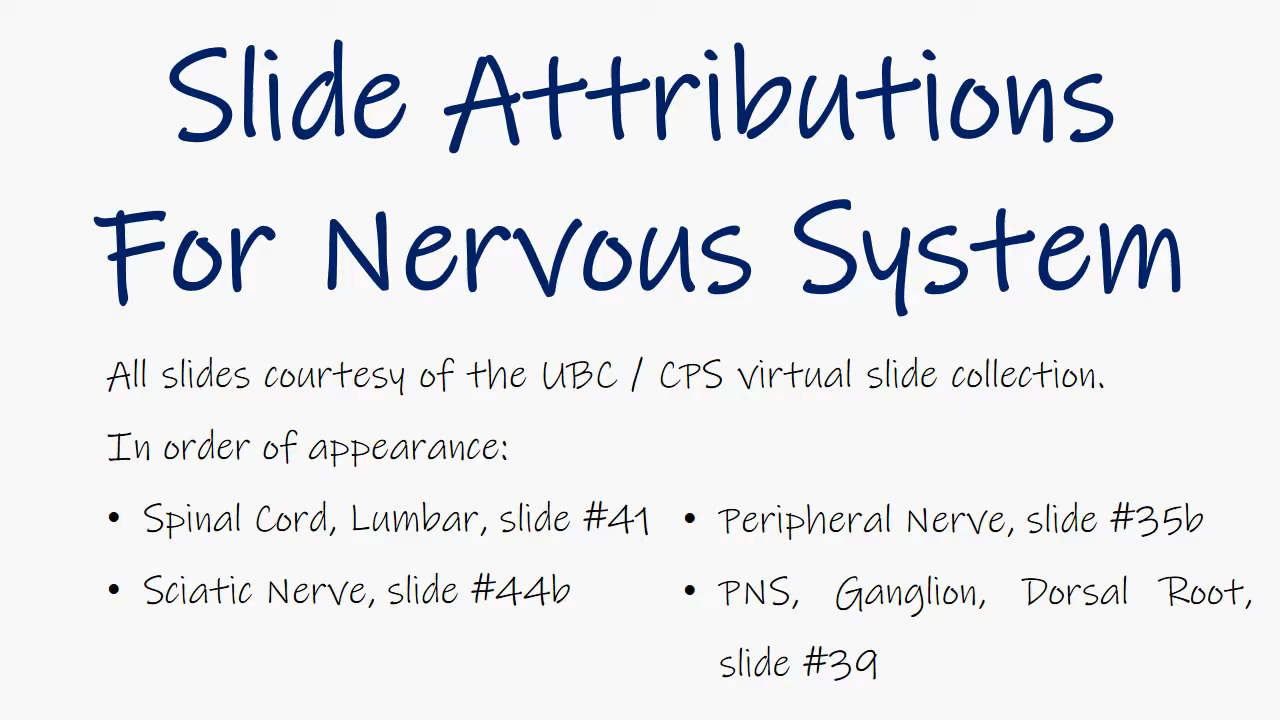 Slide Attributions
For Nervous System
All slides courtesy of the UBC / CPS virtual slide collection.
In order of appearance:
• Spinal Cord, Lumbar, slide #41
• Sciatic Nerve, slide #44b
• Peripheral Nerve, slide #35b
• PNS, Ganglion, Dorsal Root,
slide #39